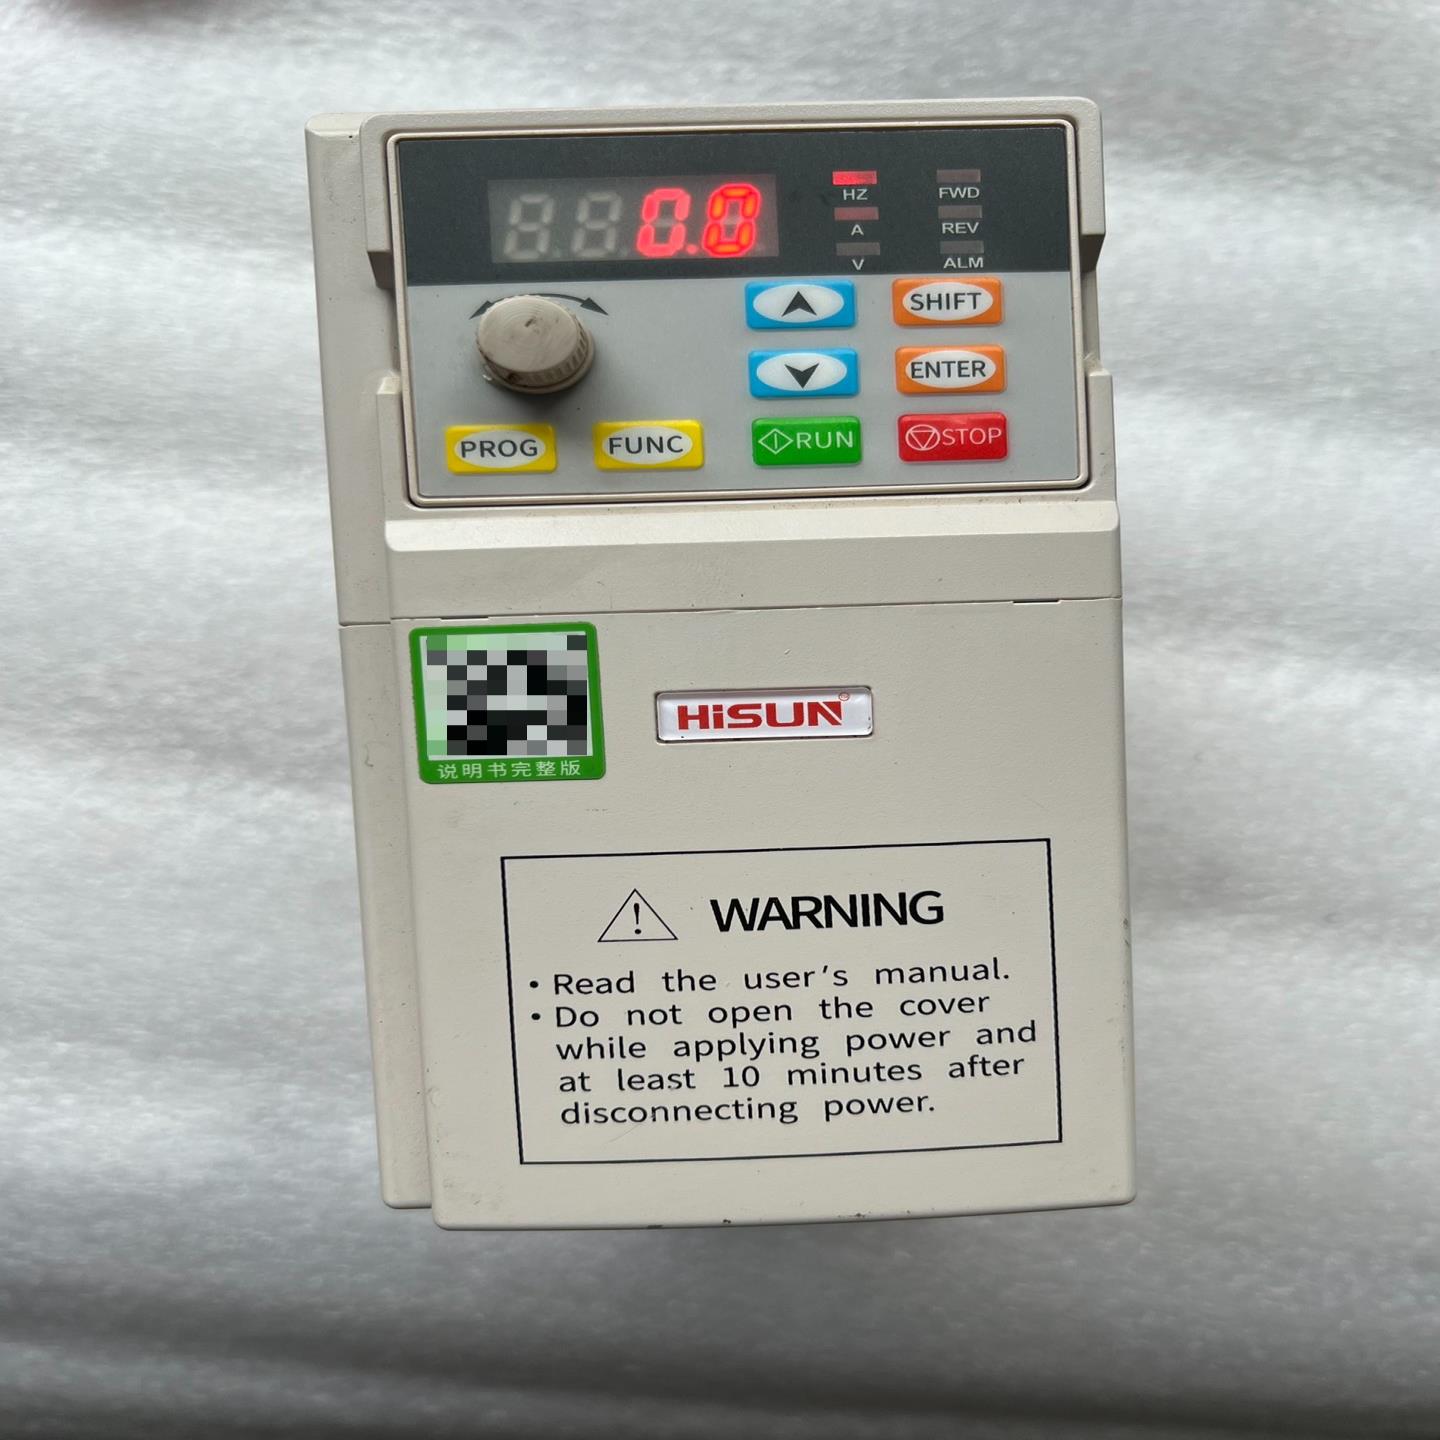 0.0
HZ FWD
A REV
V ALM
SHIFT
ENTER
PROG FUNC RUN STOP
说明书完整版
HiSUN®
WARNING
• Read the user's manual.
• Do not open the cover
while applying power and
at least 10 minutes after
disconnecting power.